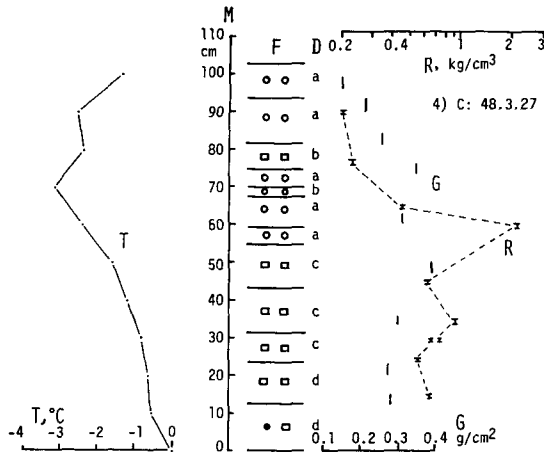 M
cm
110
100
90
80
70
60
50
40
30
20
10
0
F D
a
a
b
a
b
a
a
c
c
c
d
d
0.2 0.4 1 2 3
R, kg/cm3
4) C: 48.3.27
G
R
T
T,°C
-4 -3 -2 -1 0
G
g/cm2
0.1 0.3 0.4